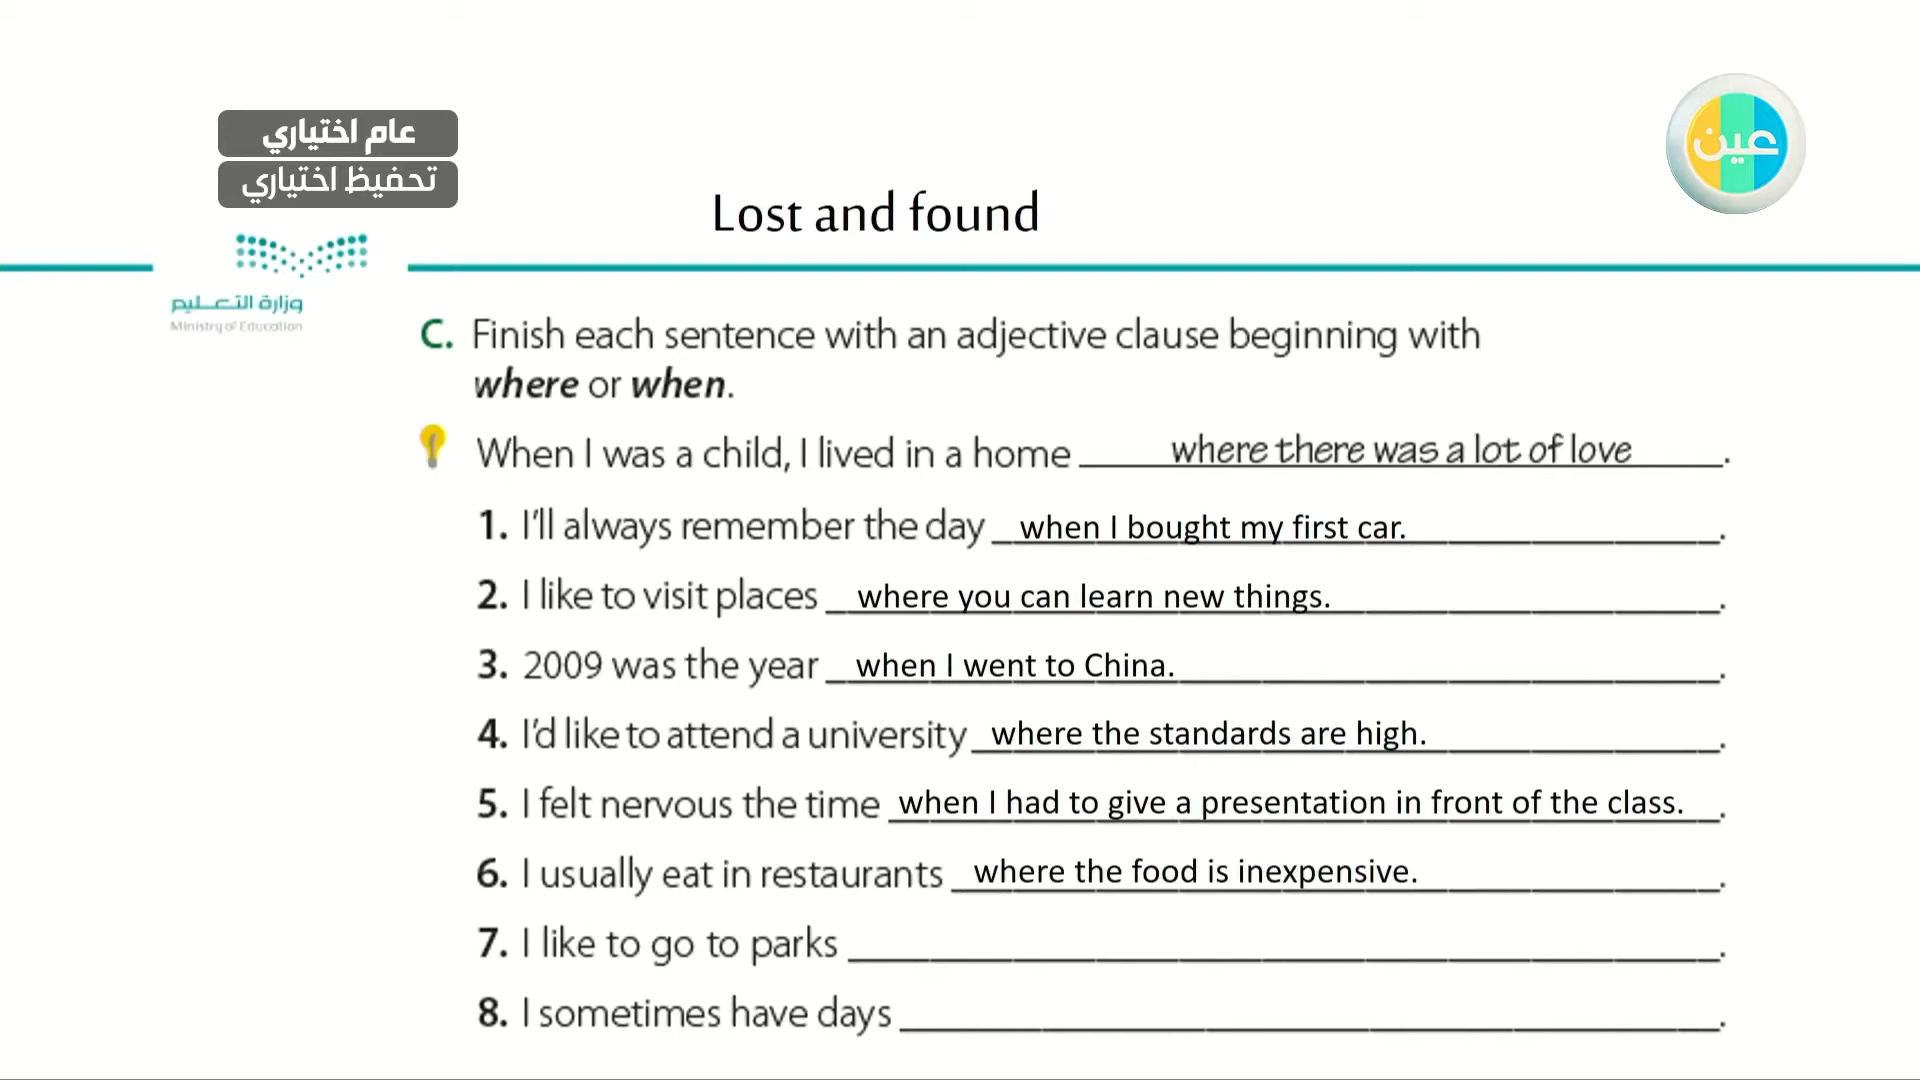 عام اختياري
تحفيظ اختياري
عين
Lost and found
وزارة التعليم
Ministry of Education
C. Finish each sentence with an adjective clause beginning with
where or when.
When I was a child, I lived in a home where there was a lot of love.
1. I'll always remember the day when I bought my first car. .
2. I like to visit places where you can learn new things. .
3. 2009 was the year when I went to China. .
4. I'd like to attend a university where the standards are high. .
5. I felt nervous the time when I had to give a presentation in front of the class. .
6. I usually eat in restaurants where the food is inexpensive. .
7. I like to go to parks ________.
8. I sometimes have days ________.